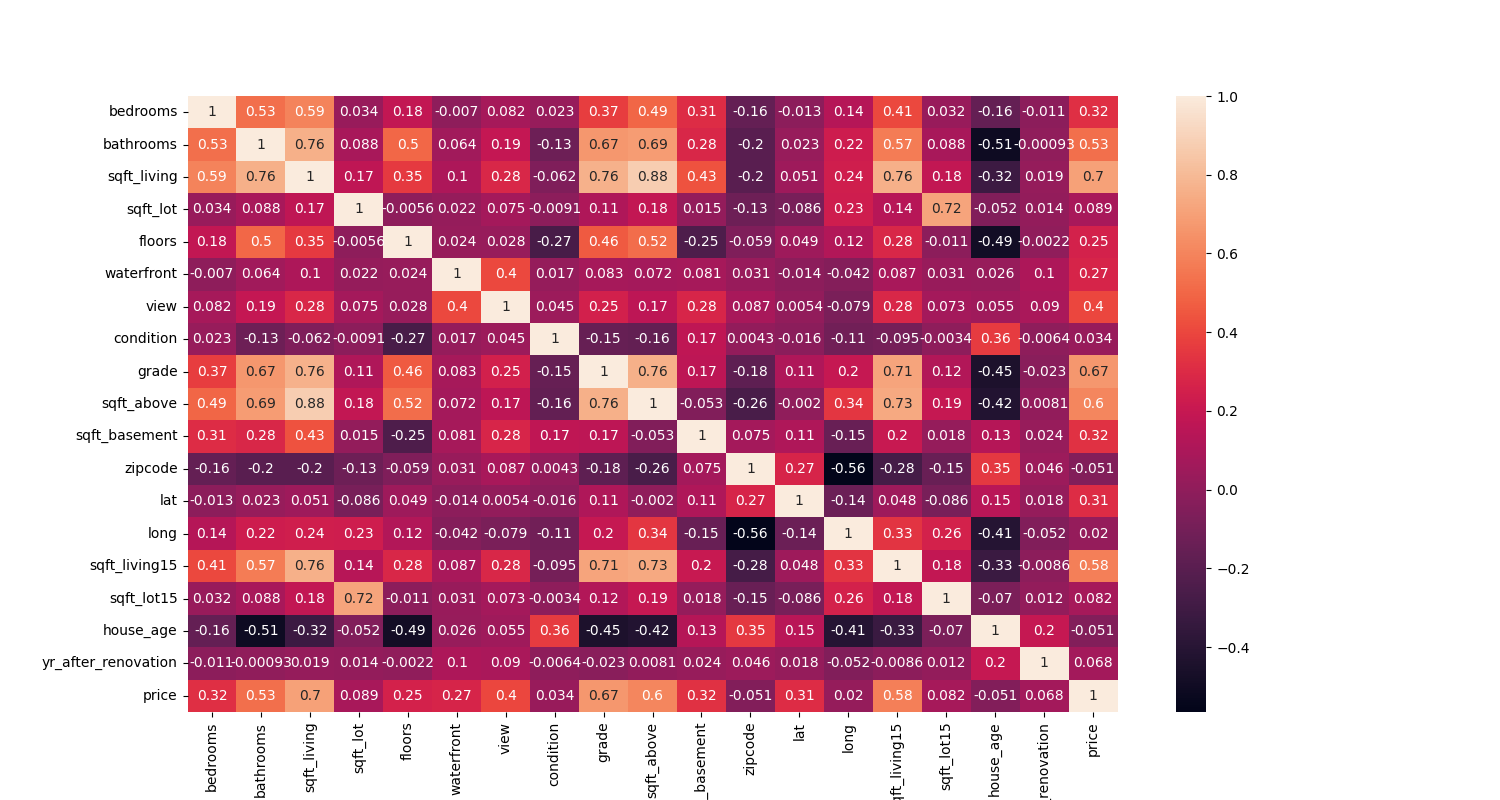 bedrooms 1 0.53 0.59 0.034 0.18 -0.007 0.082 0.023 0.37 0.49 0.31 -0.16 -0.013 0.14 0.41 0.032 -0.16 -0.011 0.32 1.0
bathrooms 0.53 1 0.76 0.088 0.5 0.064 0.19 -0.13 0.67 0.69 0.28 -0.2 0.023 0.22 0.57 0.088 -0.51 -0.00093 0.53
sqft_living 0.59 0.76 1 0.17 0.35 0.1 0.28 -0.062 0.76 0.88 0.43 -0.2 0.051 0.24 0.76 0.18 -0.32 0.019 0.7 0.8
sqft_lot 0.034 0.088 0.17 1 -0.0056 0.022 0.075 -0.0091 0.11 0.18 0.015 -0.13 -0.086 0.23 0.14 0.72 -0.052 0.014 0.089
floors 0.18 0.5 0.35 -0.0056 1 0.024 0.028 -0.27 0.46 0.52 -0.25 -0.059 0.049 0.12 0.28 -0.011 -0.49 -0.0022 0.25 0.6
waterfront -0.007 0.064 0.1 0.022 0.024 1 0.4 0.017 0.083 0.072 0.081 0.031 -0.014 -0.042 0.087 0.031 0.026 0.1 0.27
view 0.082 0.19 0.28 0.075 0.028 0.4 1 0.045 0.25 0.17 0.28 0.087 0.0054 -0.079 0.28 0.073 0.055 0.09 0.4
condition 0.023 -0.13 -0.062 -0.0091 -0.27 0.017 0.045 1 -0.15 -0.16 0.17 0.0043 -0.016 -0.11 -0.095 -0.0034 0.36 -0.0064 0.034 0.4
grade 0.37 0.67 0.76 0.11 0.46 0.083 0.25 -0.15 1 0.76 0.17 -0.18 0.11 0.2 0.71 0.12 -0.45 -0.023 0.67
sqft_above 0.49 0.69 0.88 0.18 0.52 0.072 0.17 -0.16 0.76 1 -0.053 -0.26 -0.002 0.34 0.73 0.19 -0.42 0.0081 0.6 0.2
sqft_basement 0.31 0.28 0.43 0.015 -0.25 0.081 0.28 0.17 0.17 -0.053 1 0.075 0.11 -0.15 0.2 0.018 0.13 0.024 0.32
zipcode -0.16 -0.2 -0.2 -0.13 -0.059 0.031 0.087 0.0043 -0.18 -0.26 0.075 1 0.27 -0.56 -0.28 -0.15 0.35 0.046 -0.051
lat -0.013 0.023 0.051 -0.086 0.049 -0.014 0.0054 -0.016 0.11 -0.002 0.11 0.27 1 -0.14 0.048 -0.086 0.15 0.018 0.31 0.0
long 0.14 0.22 0.24 0.23 0.12 -0.042 -0.079 -0.11 0.2 0.34 -0.15 -0.56 -0.14 1 0.33 0.26 -0.41 -0.052 0.02
sqft_living15 0.41 0.57 0.76 0.14 0.28 0.087 0.28 -0.095 0.71 0.73 0.2 -0.28 0.048 0.33 1 0.18 -0.33 -0.0086 0.58 −0.2
sqft_lot15 0.032 0.088 0.18 0.72 -0.011 0.031 0.073 -0.0034 0.12 0.19 0.018 -0.15 -0.086 0.26 0.18 1 -0.07 0.012 0.082
house_age -0.16 -0.51 -0.32 -0.052 -0.49 0.026 0.055 0.36 -0.45 -0.42 0.13 0.35 0.15 -0.41 -0.33 -0.07 1 0.2 -0.051 −0.4
yr_after_renovation -0.011 -0.00093 0.019 0.014 -0.0022 0.1 0.09 -0.0064 -0.023 0.0081 0.024 0.046 0.018 -0.052 -0.0086 0.012 0.2 1 0.068
price 0.32 0.53 0.7 0.089 0.25 0.27 0.4 0.034 0.67 0.6 0.32 -0.051 0.31 0.02 0.58 0.082 -0.051 0.068 1
bedrooms
bathrooms
sqft_living
sqft_lot
floors
waterfront
view
condition
grade
sqft_above
_basement
zipcode
lat
long
qft_living15
sqft_lot15
house_age
_renovation
price